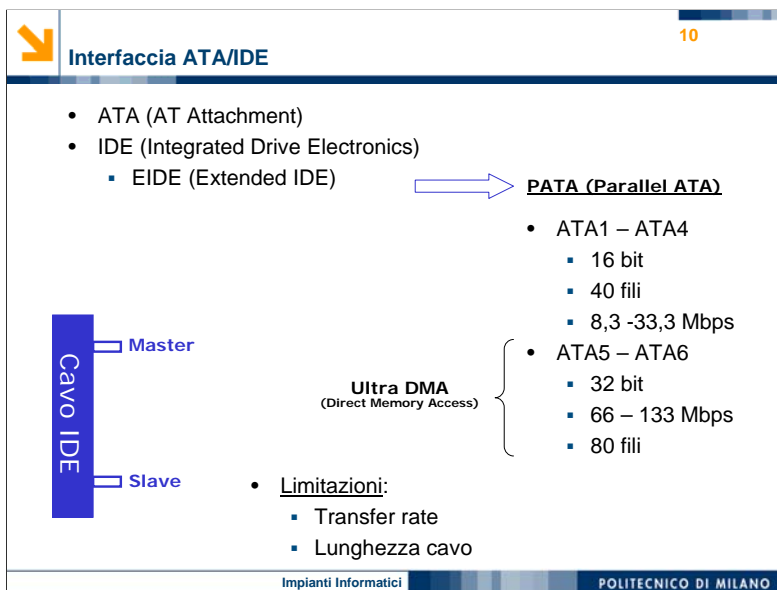 10
Interfaccia ATA/IDE
• ATA (AT Attachment)
• IDE (Integrated Drive Electronics)
▪ EIDE (Extended IDE)
PATA (Parallel ATA)
• ATA1 – ATA4
▪ 16 bit
▪ 40 fili
▪ 8,3 -33,3 Mbps
• ATA5 – ATA6
▪ 32 bit
▪ 66 – 133 Mbps
▪ 80 fili
Ultra DMA
(Direct Memory Access)
Cavo IDE
Master
Slave
• Limitazioni:
▪ Transfer rate
▪ Lunghezza cavo
Impianti Informatici
POLITECNICO DI MILANO